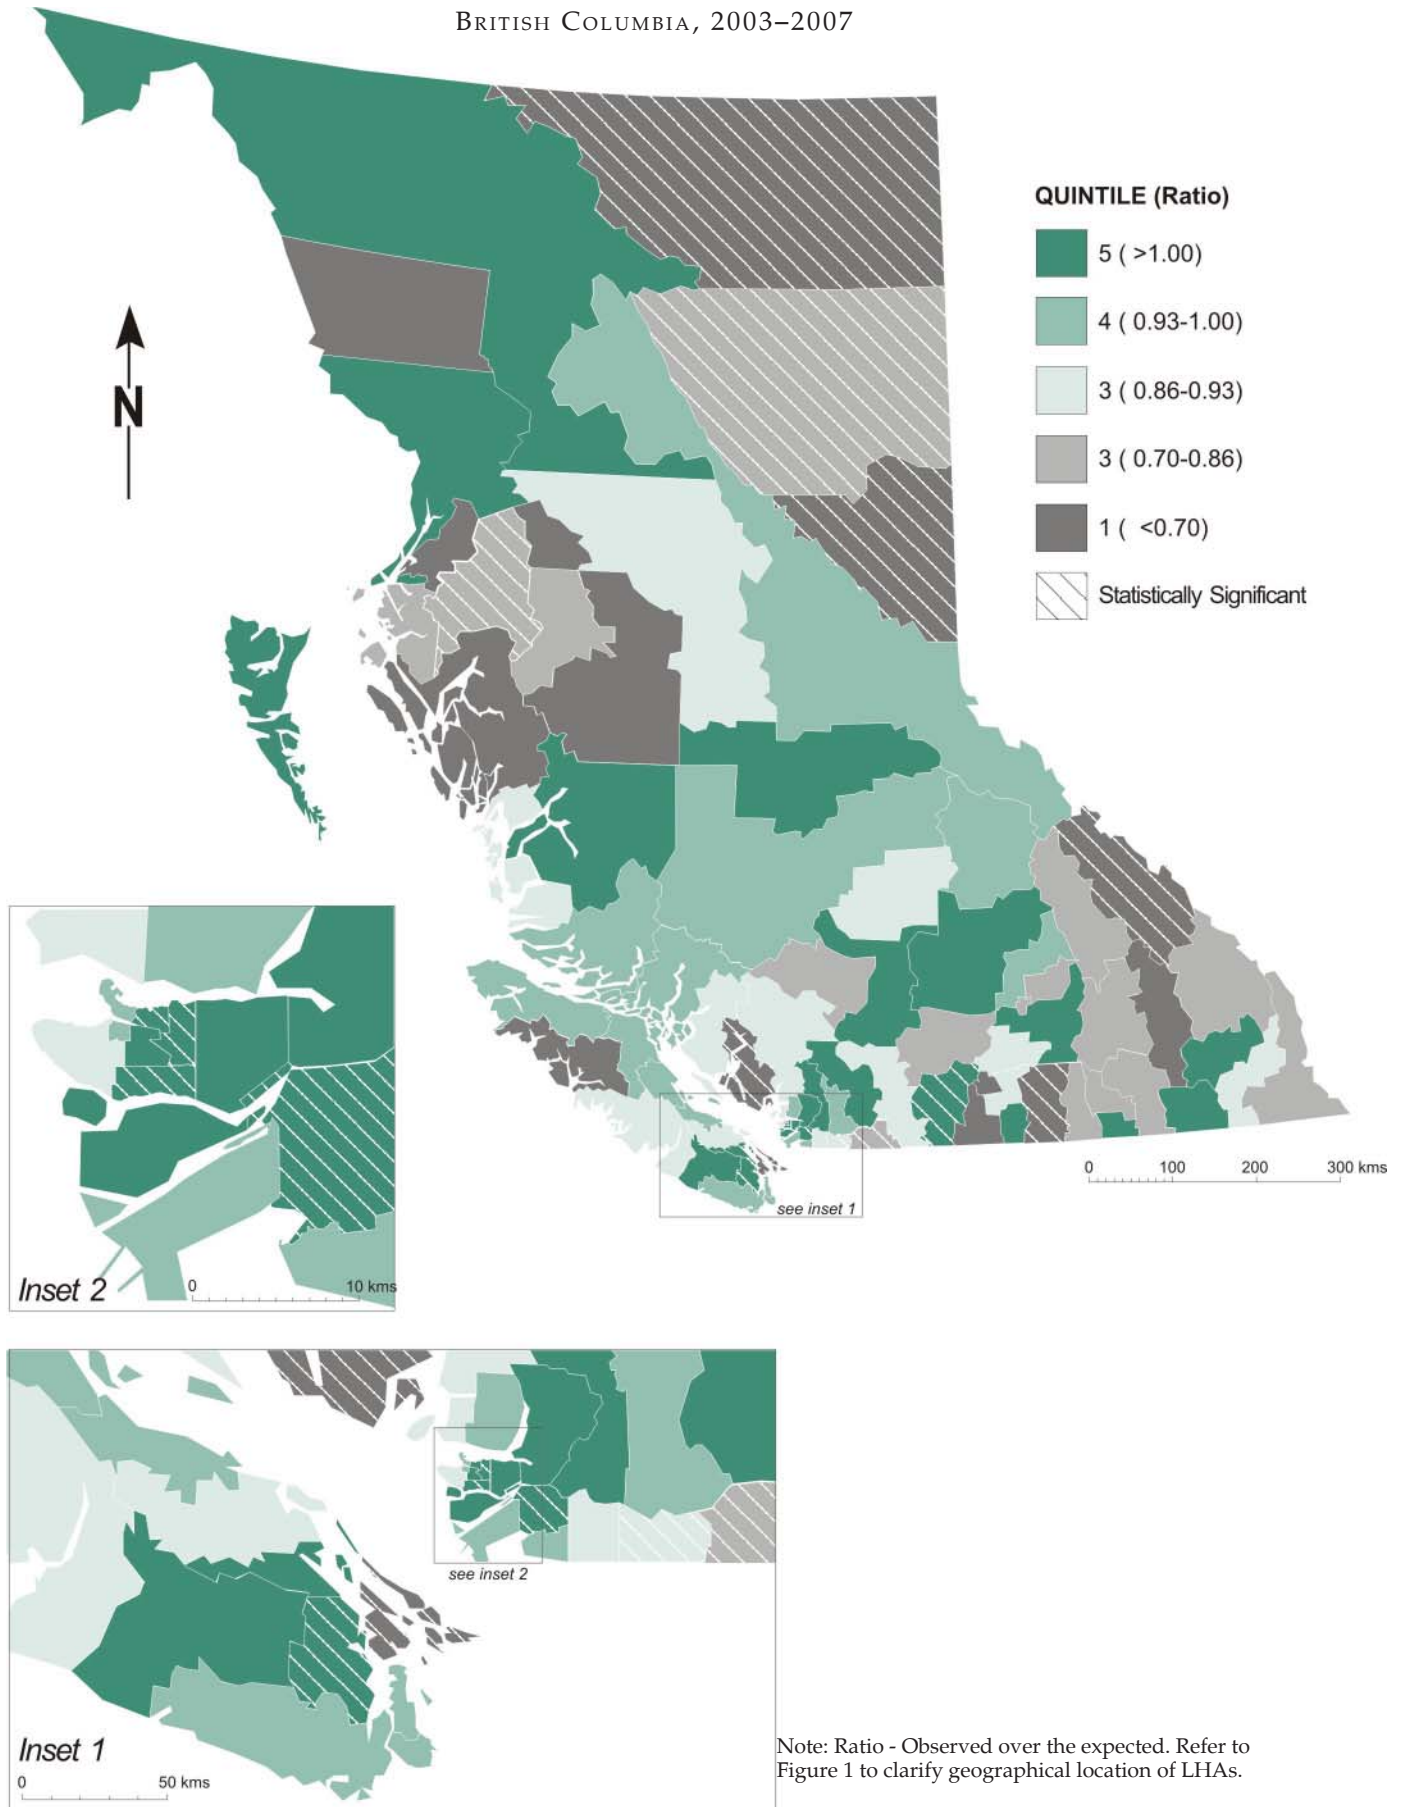 BRITISH COLUMBIA, 2003–2007
QUINTILE (Ratio)
5 ( >1.00)
4 ( 0.93-1.00)
3 ( 0.86-0.93)
3 ( 0.70-0.86)
1 ( <0.70)
Statistically Significant
N
0 100 200 300 kms
see inset 1
Inset 2
0 10 kms
see inset 2
Inset 1
0 50 kms
Note: Ratio - Observed over the expected. Refer to
Figure 1 to clarify geographical location of LHAs.